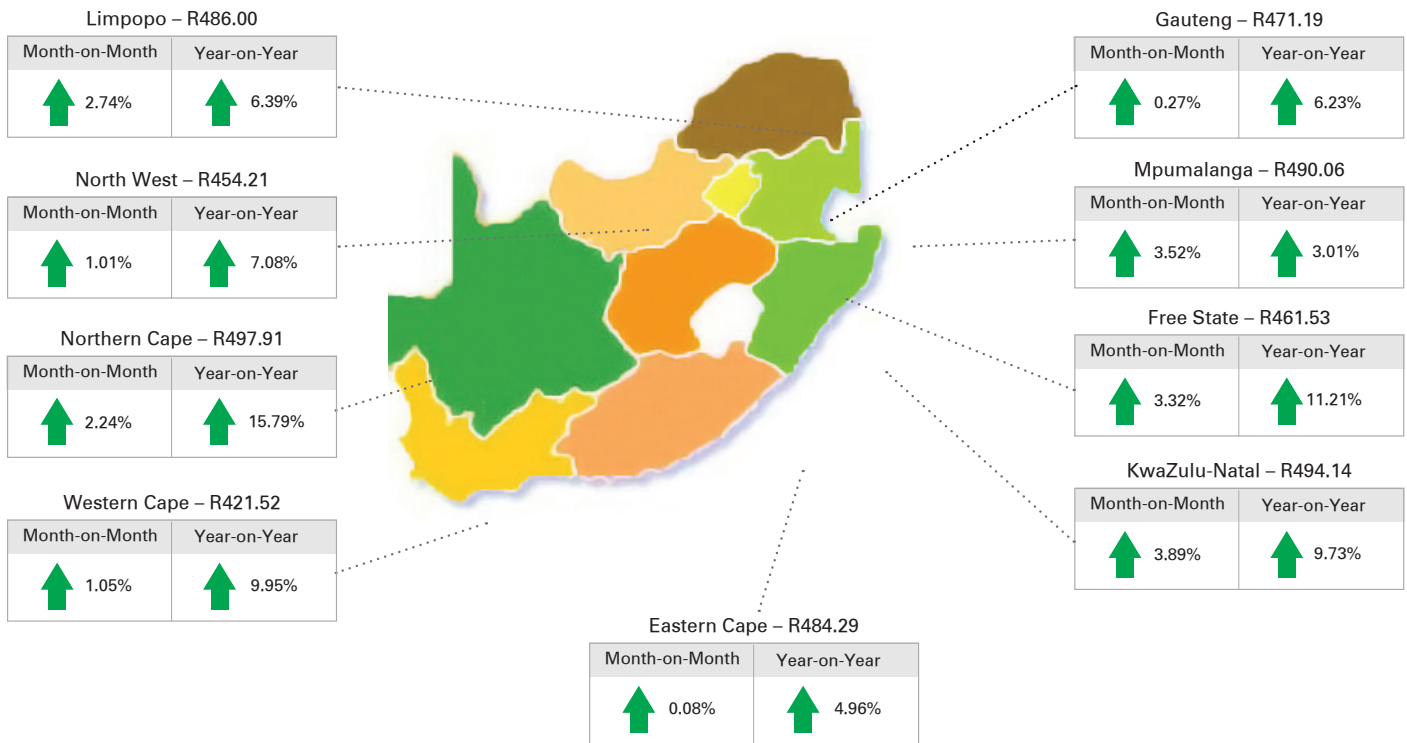 Limpopo – R486.00
Month-on-Month Year-on-Year
2.74% 6.39%
North West – R454.21
Month-on-Month Year-on-Year
1.01% 7.08%
Northern Cape – R497.91
Month-on-Month Year-on-Year
2.24% 15.79%
Western Cape – R421.52
Month-on-Month Year-on-Year
1.05% 9.95%
Gauteng – R471.19
Month-on-Month Year-on-Year
0.27% 6.23%
Mpumalanga – R490.06
Month-on-Month Year-on-Year
3.52% 3.01%
Free State – R461.53
Month-on-Month Year-on-Year
3.32% 11.21%
KwaZulu-Natal – R494.14
Month-on-Month Year-on-Year
3.89% 9.73%
Eastern Cape – R484.29
Month-on-Month Year-on-Year
0.08% 4.96%